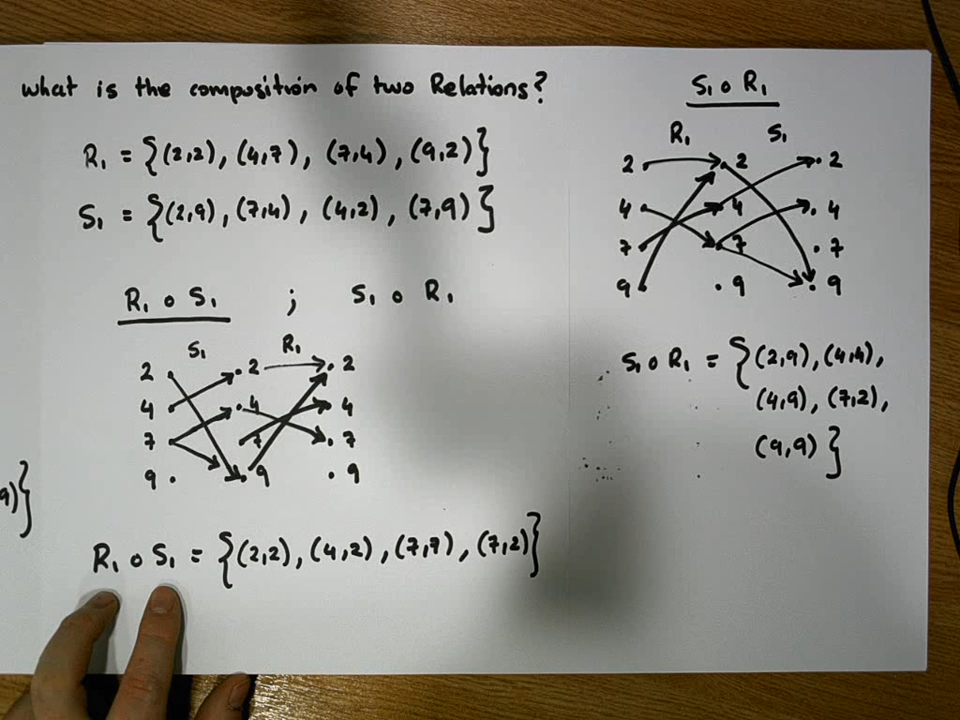 what is the composition of two Relations?
R₁ = {(2,2), (4,7), (7,4), (9,2)}
S₁ = {(2,9), (7,4), (4,2), (7,9)}
R₁ ∘ S₁ ; S₁ ∘ R₁
S₁ R₁
2 2 2
4 4 4
7 7 7
9 9 9
9)}
R₁ ∘ S₁ = {(2,2), (4,2), (7,7), (7,2)}
S₁ ∘ R₁
R₁ S₁
2 2 2
4 4 4
7 7 7
9 9 9
S₁ ∘ R₁ = {(2,9), (4,4),
(4,9), (7,2),
(9,9)}